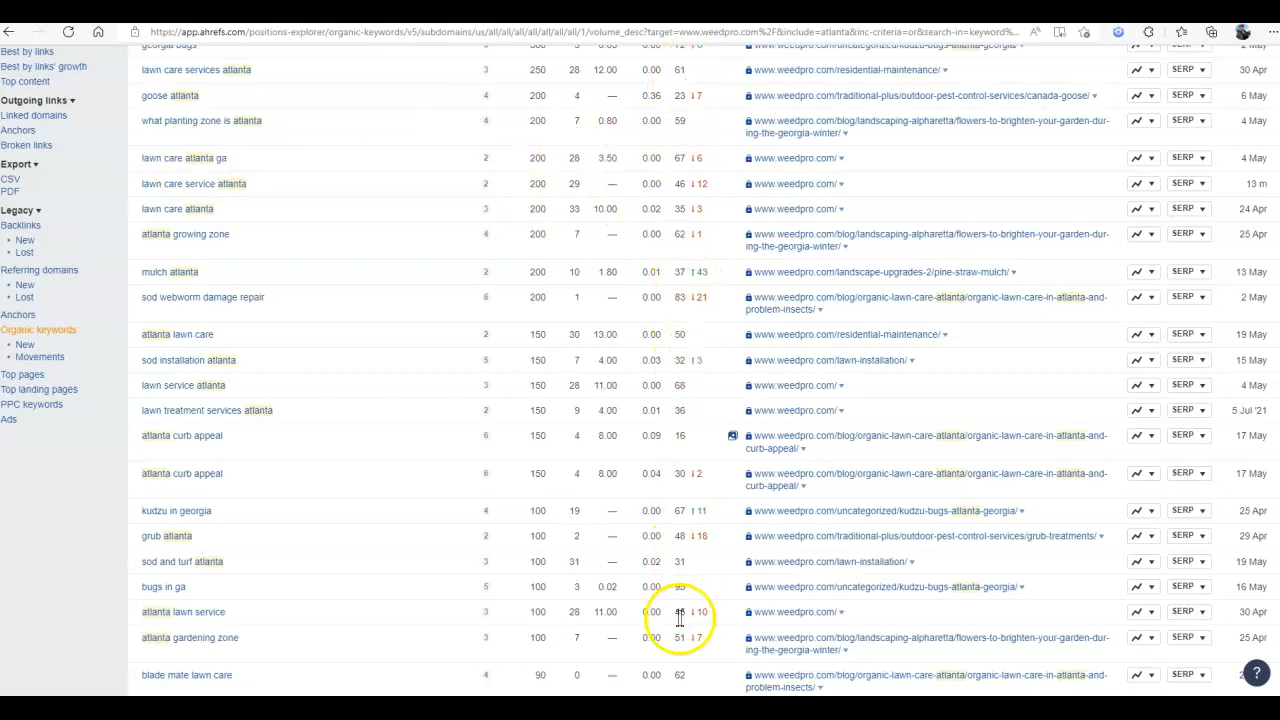 https://app.ahrefs.com/positions-explorer/organic-keywords/v5/subdomains/us/all/all/all/all/all/all/1/volume_desc?target=www.weedpro.com%2F&include=atlanta&inc-criteria=or&search-in=keyword%...
Best by links
Best by links' growth
Top content
Outgoing links
Linked domains
Anchors
Broken links
Export
CSV
PDF
Legacy
Backlinks
New
Lost
Referring domains
New
Lost
Anchors
Organic keywords
New
Movements
Top pages
Top landing pages
PPC keywords
Ads
georgia bugs
lawn care services atlanta 3 250 28 12.00 0.00 61 www.weedpro.com/residential-maintenance/ SERP 30 Apr
goose atlanta 4 200 4 — 0.36 23 ↓7 www.weedpro.com/traditional-plus/outdoor-pest-control-services/canada-goose/ SERP 6 May
what planting zone is atlanta 4 200 7 0.80 0.00 59 www.weedpro.com/blog/landscaping-alpharetta/flowers-to-brighten-your-garden-dur- SERP 4 May
ing-the-georgia-winter/
lawn care atlanta ga 2 200 28 3.50 0.00 67 ↓6 www.weedpro.com/ SERP 4 May
lawn care service atlanta 2 200 29 — 0.00 46 ↓12 www.weedpro.com/ SERP 13 m
lawn care atlanta 3 200 33 10.00 0.02 35 ↓3 www.weedpro.com/ SERP 24 Apr
atlanta growing zone 4 200 7 — 0.00 62 ↓1 www.weedpro.com/blog/landscaping-alpharetta/flowers-to-brighten-your-garden-dur- SERP 25 Apr
ing-the-georgia-winter/
mulch atlanta 2 200 10 1.80 0.01 37 ↑43 www.weedpro.com/landscape-upgrades-2/pine-straw-mulch/ SERP 13 May
sod webworm damage repair 6 200 1 — 0.00 83 ↓21 www.weedpro.com/blog/organic-lawn-care-atlanta/organic-lawn-care-in-atlanta-and- SERP 2 May
problem-insects/
atlanta lawn care 2 150 30 13.00 0.00 50 www.weedpro.com/residential-maintenance/ SERP 19 May
sod installation atlanta 5 150 7 4.00 0.03 32 ↑3 www.weedpro.com/lawn-installation/ SERP 15 May
lawn service atlanta 3 150 28 11.00 0.00 68 www.weedpro.com/ SERP 4 May
lawn treatment services atlanta 2 150 9 4.00 0.01 36 www.weedpro.com/ SERP 5 Jul '21
atlanta curb appeal 6 150 4 8.00 0.09 16 www.weedpro.com/blog/organic-lawn-care-atlanta/organic-lawn-care-in-atlanta-and- SERP 17 May
curb-appeal/
atlanta curb appeal 6 150 4 8.00 0.04 30 ↓2 www.weedpro.com/blog/organic-lawn-care-atlanta/organic-lawn-care-in-atlanta-and- SERP 17 May
curb-appeal/
kudzu in georgia 4 100 19 — 0.00 67 ↑11 www.weedpro.com/uncategorized/kudzu-bugs-atlanta-georgia/ SERP 25 Apr
grub atlanta 3 100 2 — 0.00 48 ↓18 www.weedpro.com/traditional-plus/outdoor-pest-control-services/grub-treatments/ SERP 29 Apr
sod and turf atlanta 3 100 31 — 0.02 31 www.weedpro.com/lawn-installation/ SERP 19 May
bugs in ga 5 100 3 0.02 0.00 95 www.weedpro.com/uncategorized/kudzu-bugs-atlanta-georgia/ SERP 16 May
atlanta lawn service 3 100 28 11.00 0.00 ↓10 www.weedpro.com/ SERP 30 Apr
atlanta gardening zone 3 100 7 — 0.00 51 ↓7 www.weedpro.com/blog/landscaping-alpharetta/flowers-to-brighten-your-garden-dur- SERP 25 Apr
ing-the-georgia-winter/
blade mate lawn care 4 90 0 — 0.00 62 www.weedpro.com/blog/organic-lawn-care-atlanta/organic-lawn-care-in-atlanta-and- SERP
problem-insects/